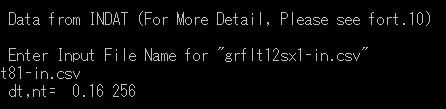 Data from INDAT (For More Detail, Please see fort.10)
Enter Input File Name for "grflt12sx1-in.csv"
t81-in.csv
dt,nt=  0.16 256